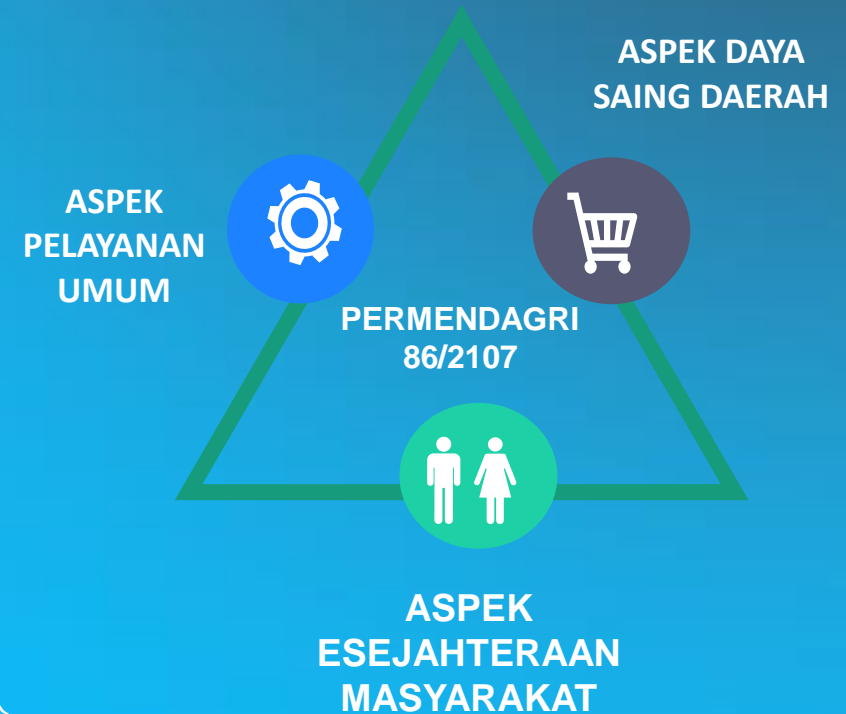 ASPEK DAYA
SAING DAERAH
ASPEK
PELAYANAN
UMUM
PERMENDAGRI
86/2107
ASPEK
ESEJAHTERAAN
MASYARAKAT